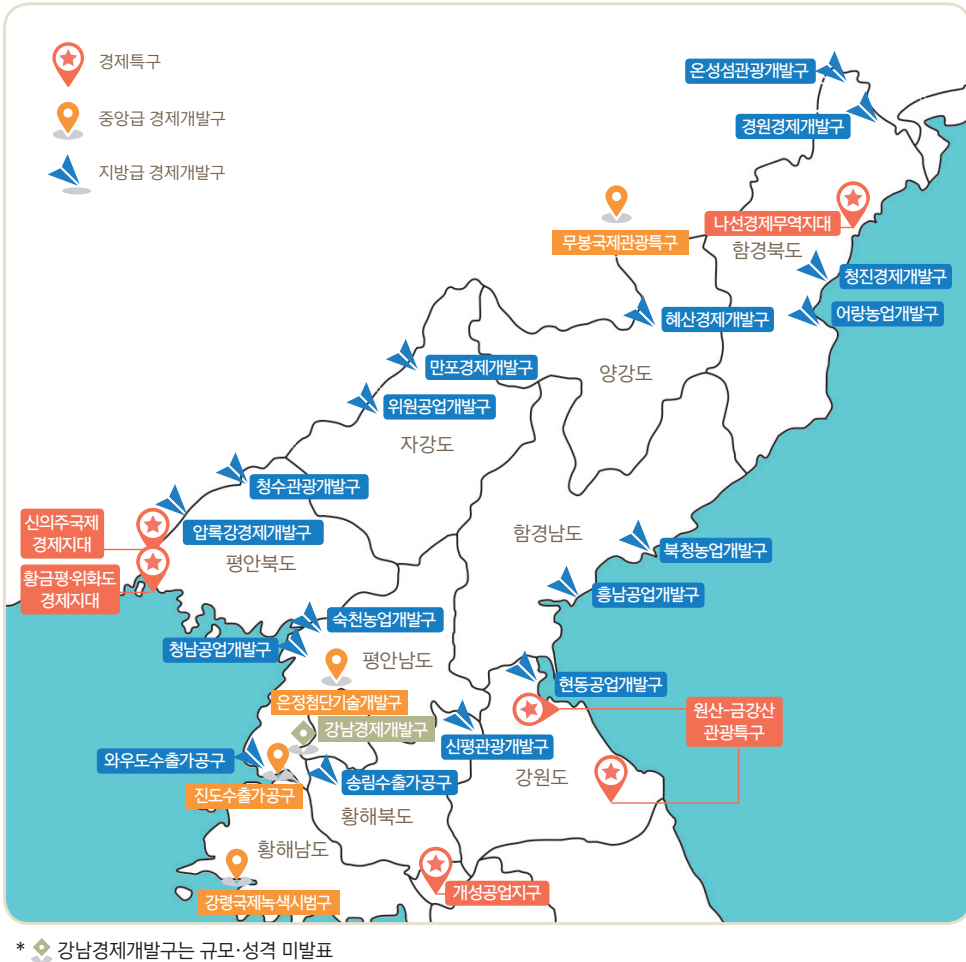 경제특구
중앙급 경제개발구
지방급 경제개발구
온성섬관광개발구
경원경제개발구
나선경제무역지대
함경북도
무봉국제관광특구
청진경제개발구
어랑농업개발구
혜산경제개발구
만포경제개발구
양강도
위원공업개발구
자강도
청수관광개발구
신의주국제
경제지대
압록강경제개발구
함경남도
북청농업개발구
평안북도
황금평·위화도
경제지대
흥남공업개발구
숙천농업개발구
청남공업개발구
평안남도
현동공업개발구
은정첨단기술개발구
원산-금강산
관광특구
강남경제개발구
신평관광개발구
와우도수출가공구
송림수출가공구
강원도
진도수출가공구
황해북도
황해남도
개성공업지구
강령국제녹색시범구
* 강남경제개발구는 규모·성격 미발표